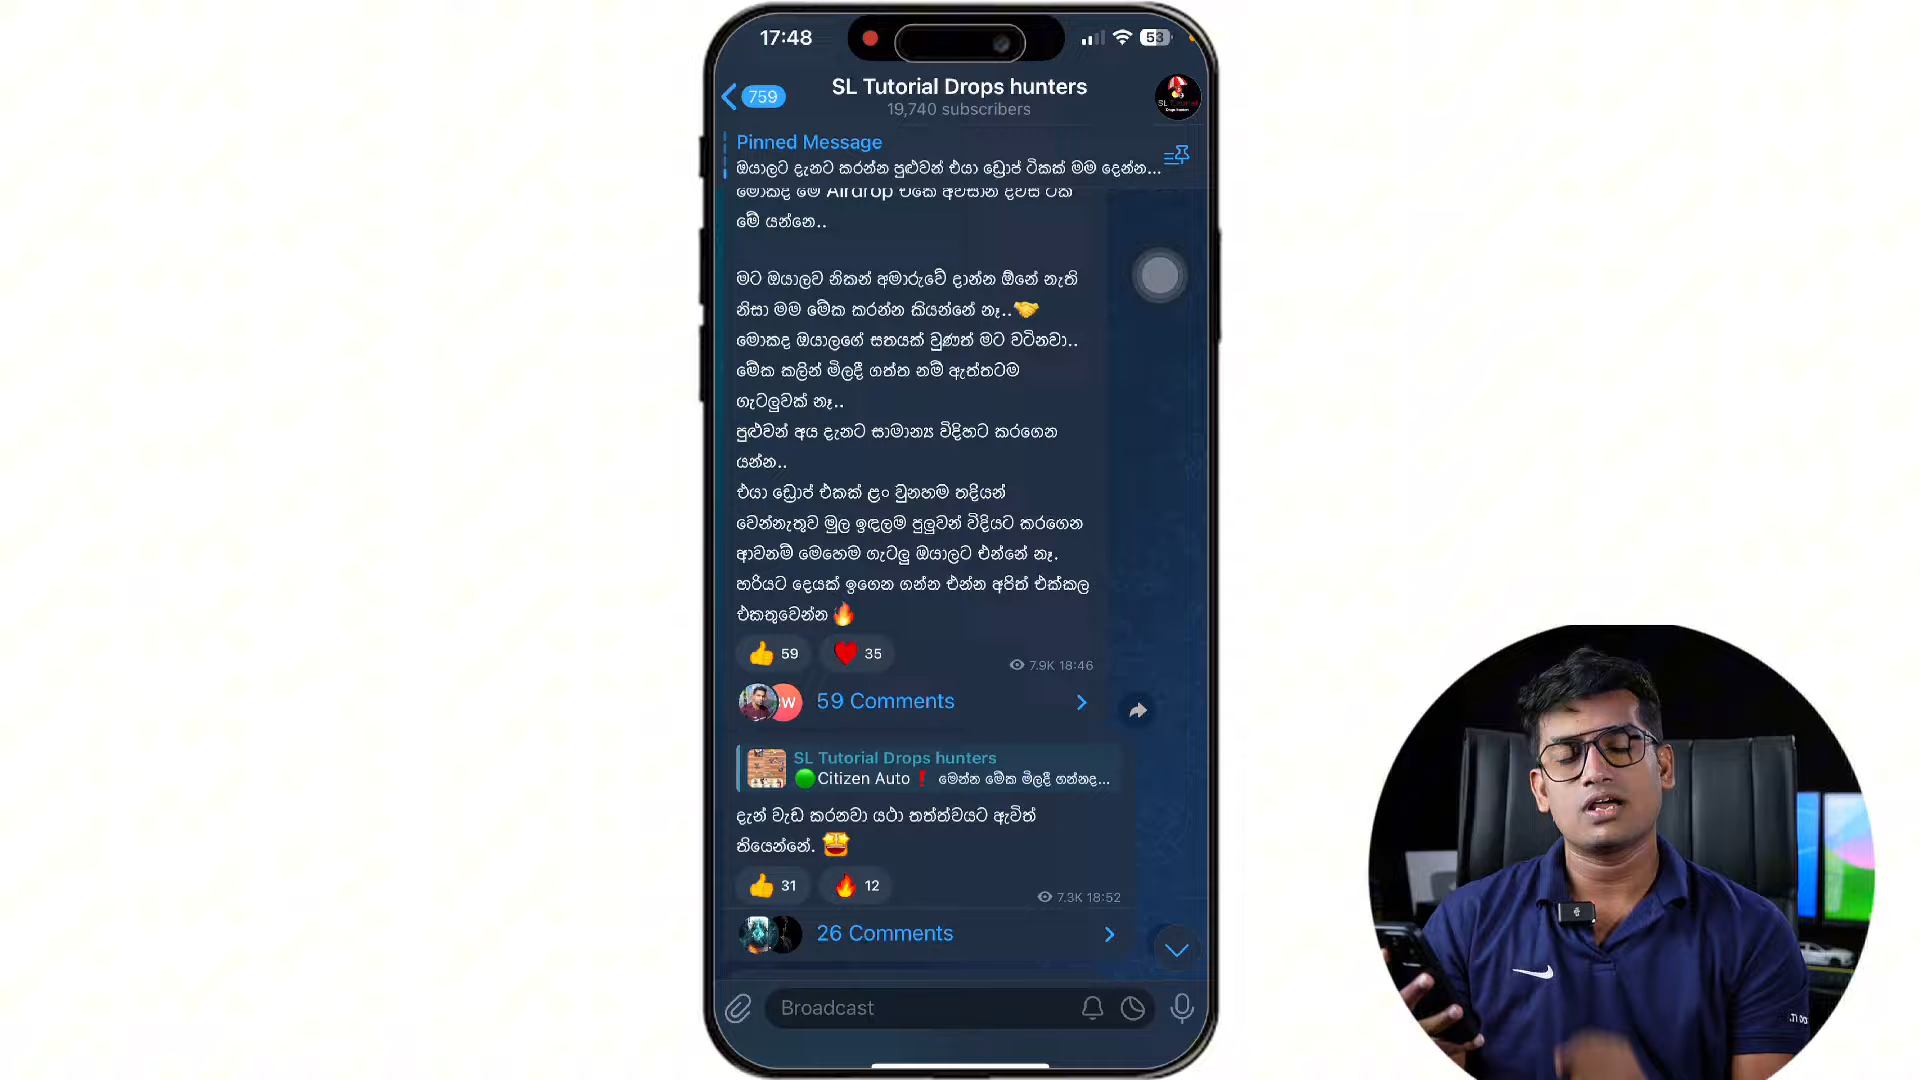 17:48
53
759
SL Tutorial Drops hunters
19,740 subscribers
Pinned Message
ඔයාලට දැනට කරන්න පුළුවන් එයා ඩ්‍රොප් ටිකක් මම දෙන්න...
මොකද මේ Airdrop එකේ අවසාන දවස් ටික
මේ යන්නෙ..
මට ඔයාලව නිකන් අමාරුවේ දාන්න ඕනේ නැති
නිසා මම මේක කරන්න කියන්නේ නෑ..🤝
මොකද ඔයාලගේ සතයක් වුණත් මට වටිනවා..
මේක කලින් මිලදී ගත්ත නම් ඇත්තටම
ගැටලුවක් නෑ..
පුළුවන් අය දැනට සාමාන්‍ය විදිහට කරගෙන
යන්න..
එයා ඩ්‍රොප් එකක් ළං වුනහම තදියන්
වෙන්නැතුව මුල ඉඳලම පුලුවන් විදියට කරගෙන
ආවනම් මෙහෙම ගැටලු ඔයාලට එන්නේ නෑ.
හරියට දෙයක් ඉගෙන ගන්න එන්න අපිත් එක්කල
එකතුවෙන්න 🔥
👍 59 ❤️ 35
7.9K 18:46
59 Comments
SL Tutorial Drops hunters
🟢Citizen Auto❗ මෙන්න මේක මිලදී ගන්නද...
දැන් වැඩ කරනවා යථා තත්ත්වයට ඇවිත්
තියෙන්නේ. 🤩
👍 31 🔥 12
7.3K 18:52
26 Comments
Broadcast